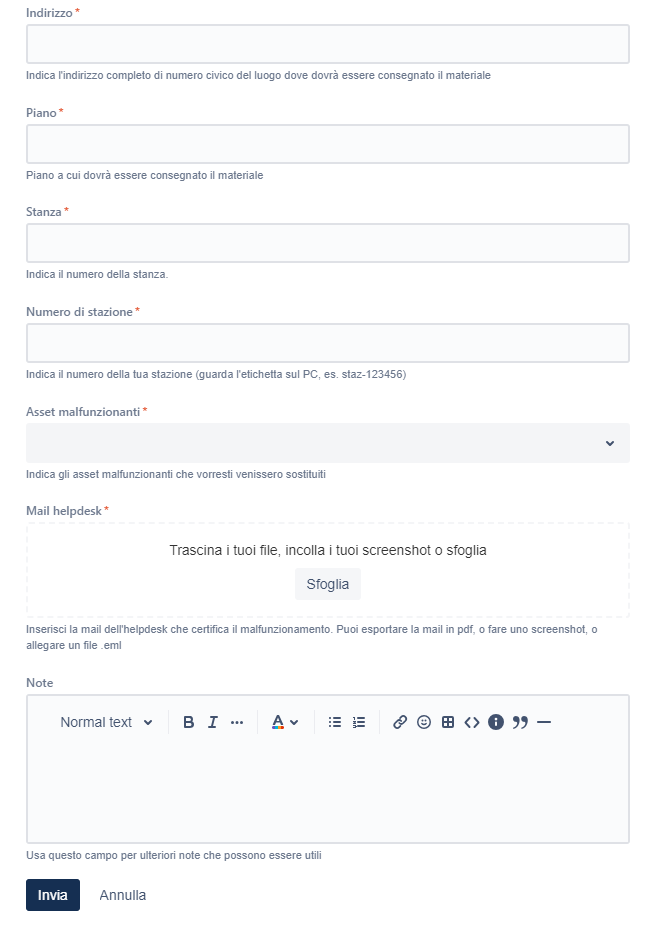 Indirizzo *
Indica l'indirizzo completo di numero civico del luogo dove dovrà essere consegnato il materiale
Piano *
Piano a cui dovrà essere consegnato il materiale
Stanza *
Indica il numero della stanza.
Numero di stazione *
Indica il numero della tua stazione (guarda l'etichetta sul PC, es. staz-123456)
Asset malfunzionanti *
Indica gli asset malfunzionanti che vorresti venissero sostituiti
Mail helpdesk *
Trascina i tuoi file, incolla i tuoi screenshot o sfoglia
Sfoglia
Inserisci la mail dell'helpdesk che certifica il malfunzionamento. Puoi esportare la mail in pdf, o fare uno screenshot, o
allegare un file .eml
Note
Normal text B I ... A
Usa questo campo per ulteriori note che possono essere utili
Invia Annulla